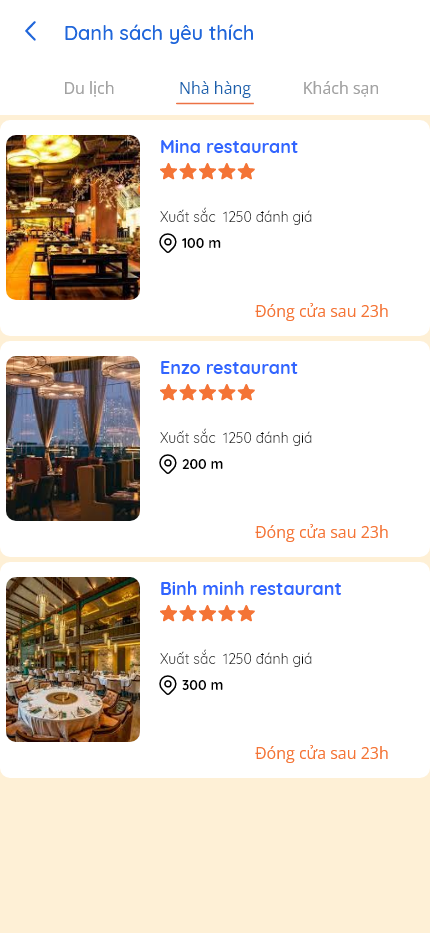 Danh sách yêu thích
Du lịch Nhà hàng Khách sạn
Mina restaurant
Xuất sắc 1250 đánh giá
100 m
Đóng cửa sau 23h
Enzo restaurant
Xuất sắc 1250 đánh giá
200 m
Đóng cửa sau 23h
Binh minh restaurant
Xuất sắc 1250 đánh giá
300 m
Đóng cửa sau 23h